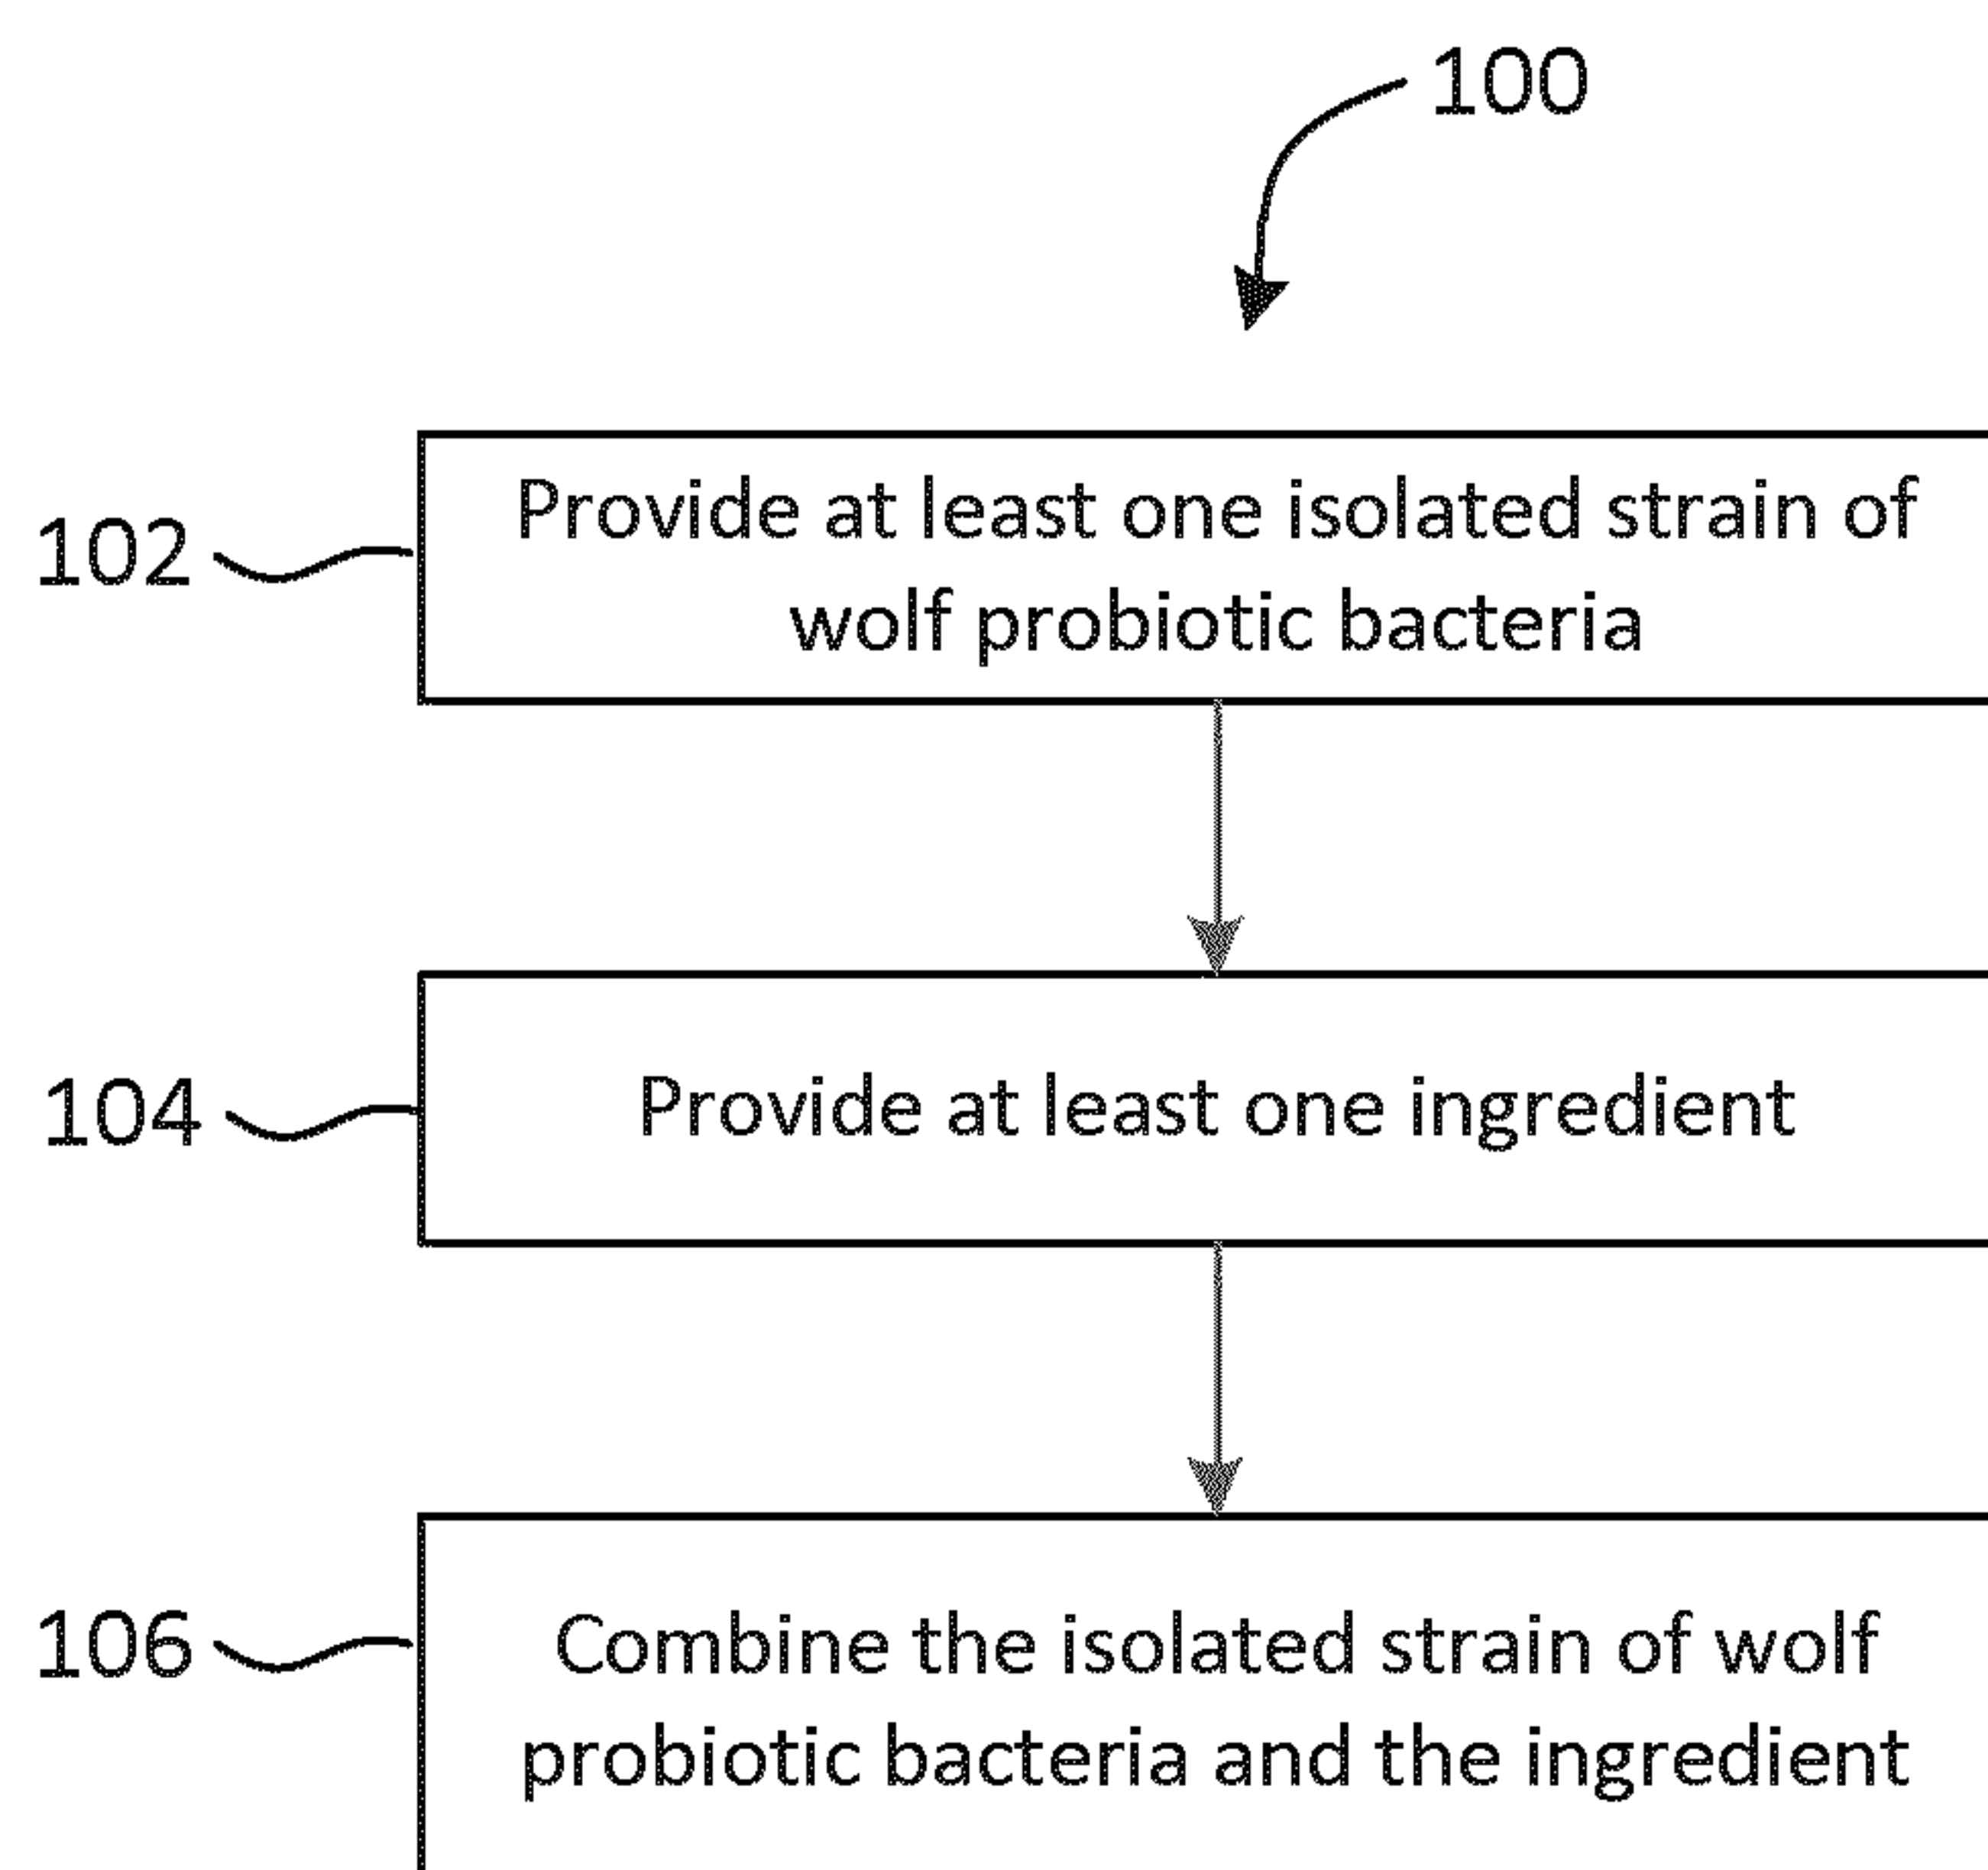 100
102
Provide at least one isolated strain of
wolf probiotic bacteria
104
Provide at least one ingredient
106
Combine the isolated strain of wolf
probiotic bacteria and the ingredient